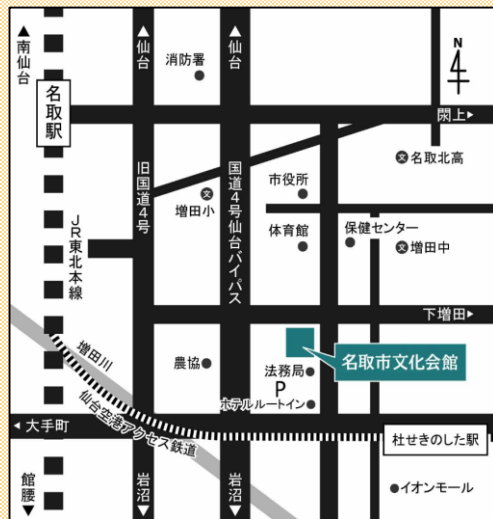 ▲南仙台
▲仙台
▲仙台
消防署
N
名取駅
閖上▶
旧国道4号
国道4号仙台バイパス
文名取北高
市役所
文
増田小
JR東北本線
体育館
保健センター
文増田中
下増田▶
増田川
農協
法務局
名取市文化会館
P
ホテルルートイン
◀大手町
仙台空港アクセス鉄道
杜せきのした駅
館腰▼
岩沼▼
岩沼▼
イオンモール